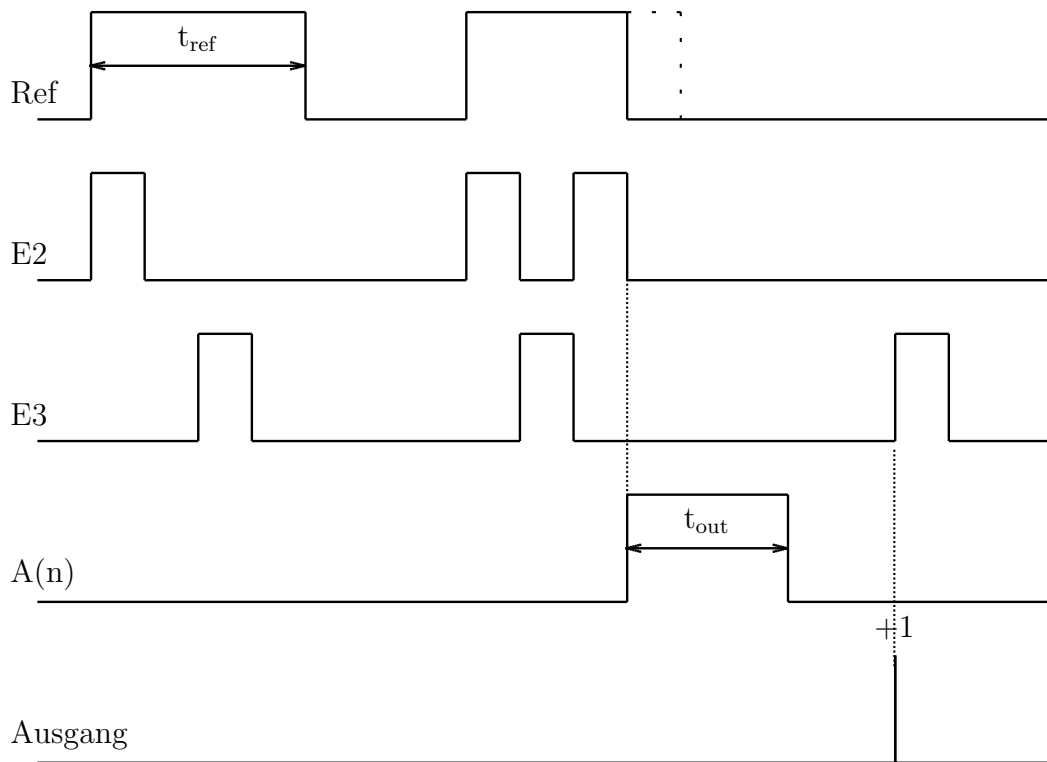 t_ref
Ref
E2
E3
t_out
A(n)
+1
Ausgang